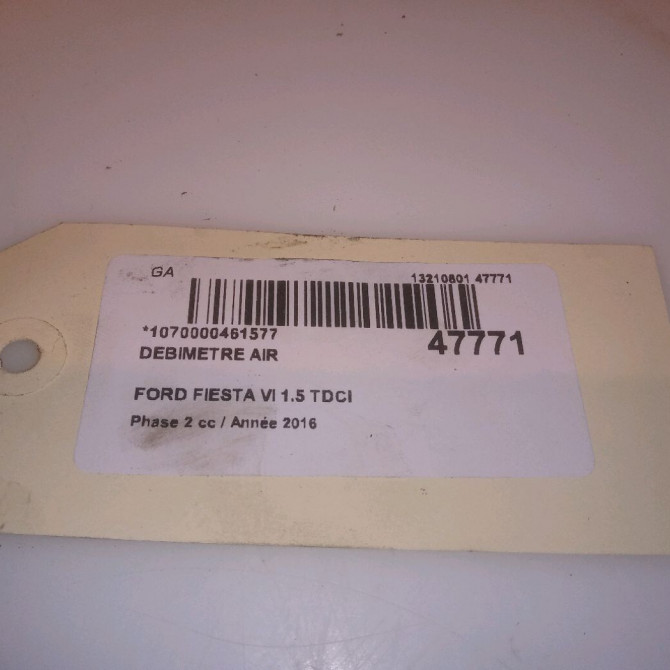 GA
13210801 47771
*1070000461577
47771
DEBIMETRE AIR
FORD FIESTA VI 1.5 TDCI
Phase 2 cc / Année 2016